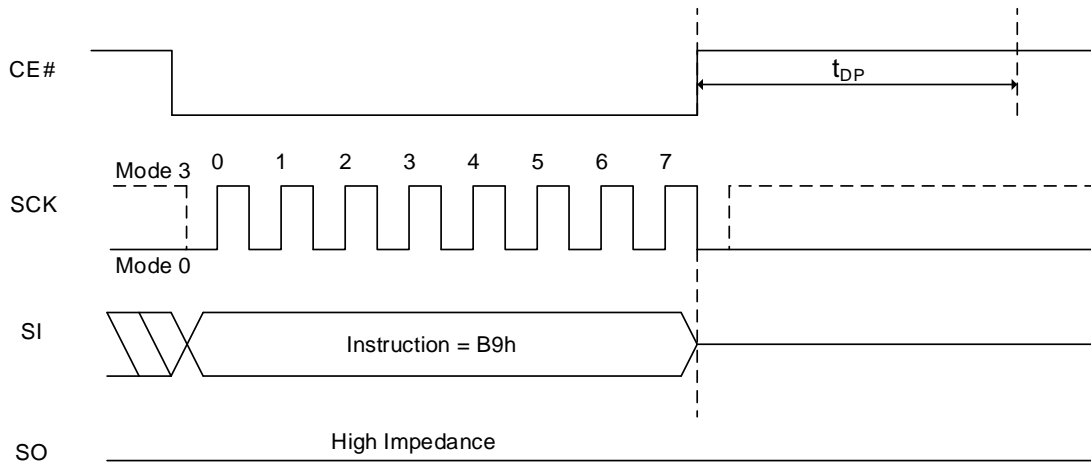 CE#
tDP
Mode 3
0 1 2 3 4 5 6 7
SCK
Mode 0
SI
Instruction = B9h
SO
High Impedance